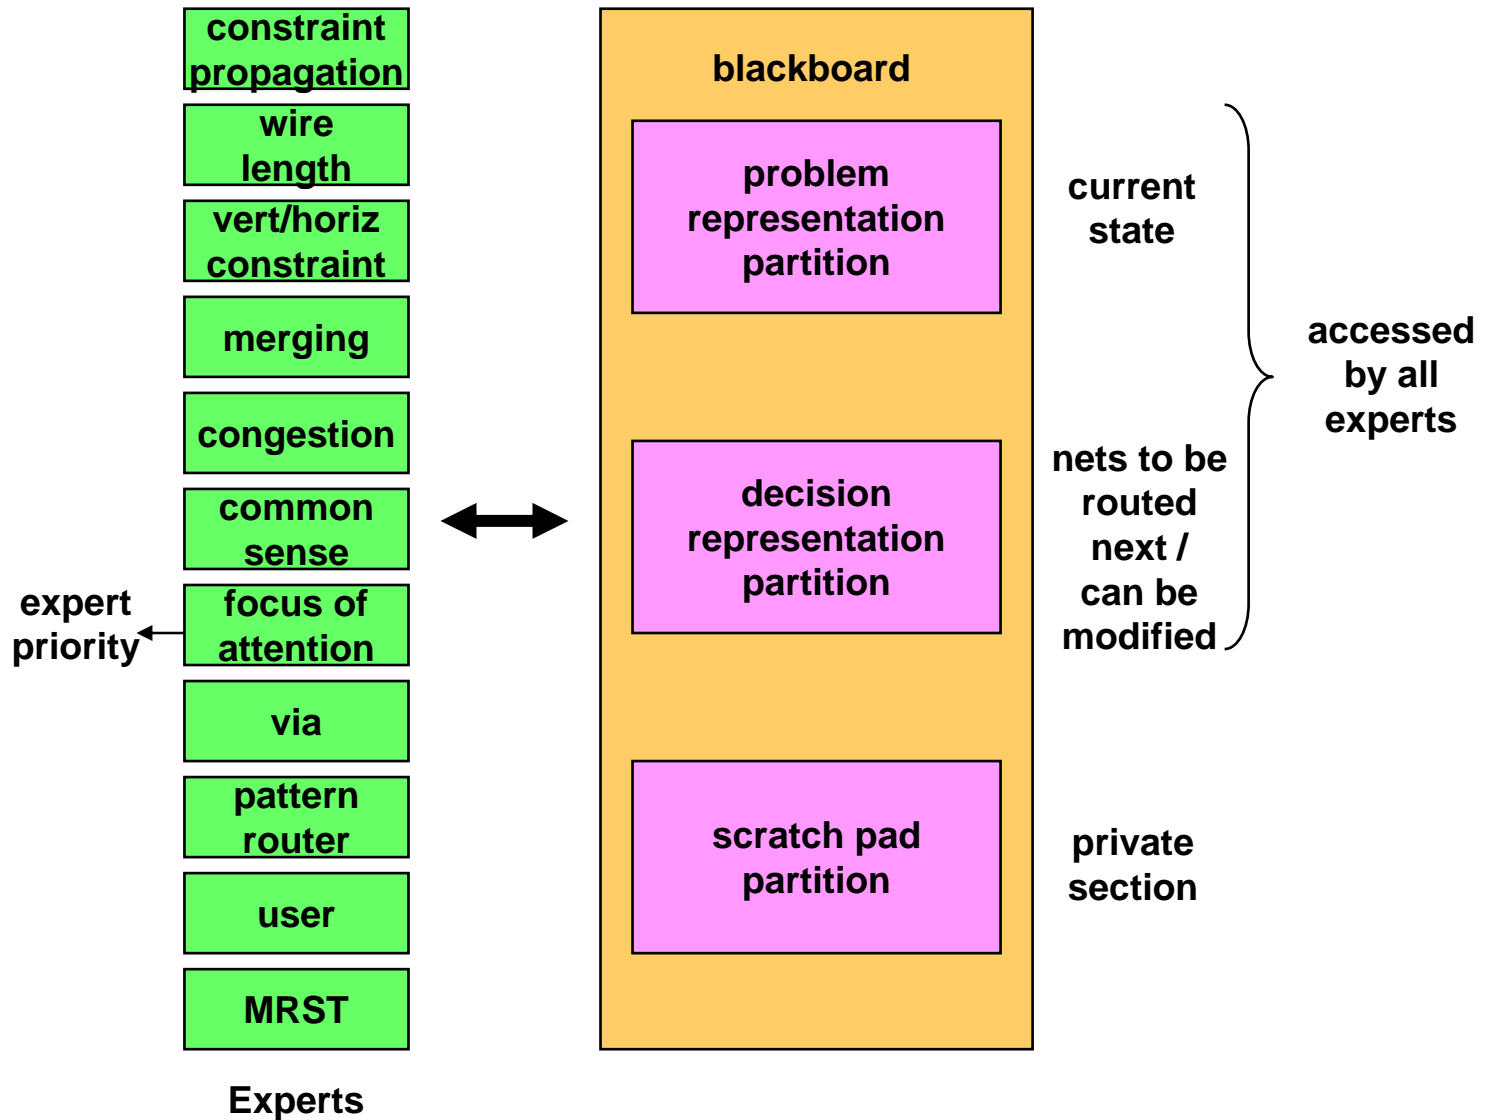 constraint
propagation
wire
length
vert/horiz
constraint
merging
congestion
common
sense
focus of
attention
via
pattern
router
user
MRST
Experts
expert
priority
blackboard
problem
representation
partition
decision
representation
partition
scratch pad
partition
current
state
nets to be
routed
next /
can be
modified
private
section
accessed
by all
experts